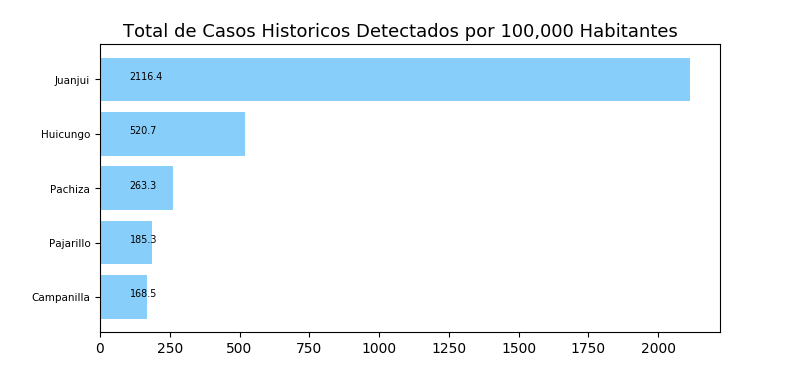 Total de Casos Historicos Detectados por 100,000 Habitantes
Juanjui 2116.4
Huicungo 520.7
Pachiza 263.3
Pajarillo 185.3
Campanilla 168.5
0 250 500 750 1000 1250 1500 1750 2000